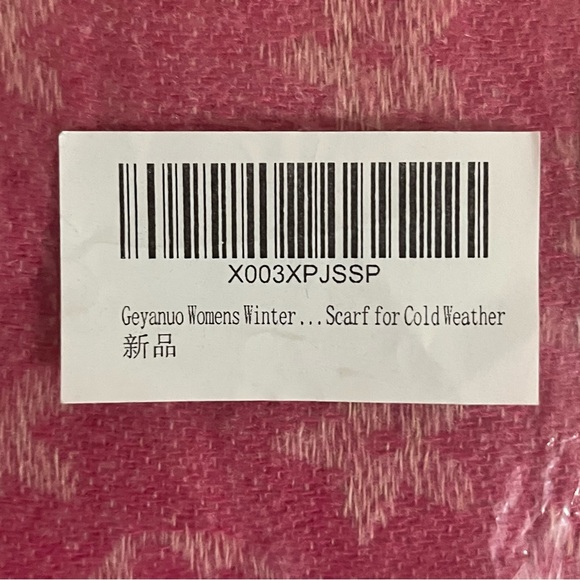 X003XPJSSP
Geyanuo Womens Winter...Scarf for Cold Weather
新品